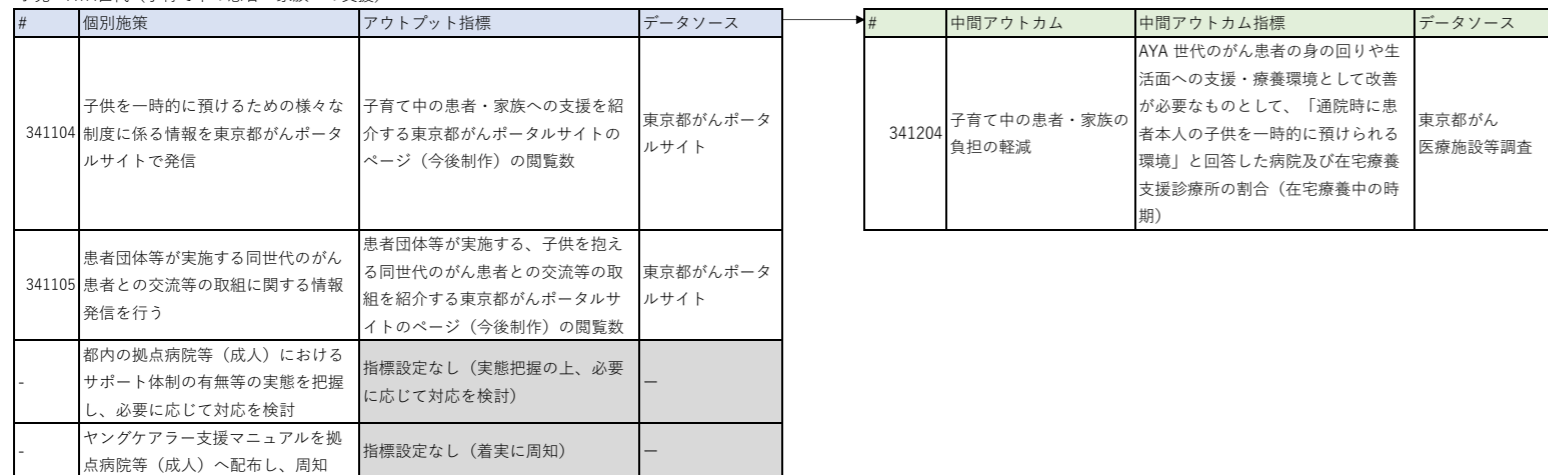 #
個別施策
アウトプット指標
データソース
341104
子供を一時的に預けるための様々な
制度に係る情報を東京都がんポータ
ルサイトで発信
子育て中の患者・家族への支援を紹
介する東京都がんポータルサイトの
ページ（今後制作）の閲覧数
東京都がんポータ
ルサイト
341105
患者団体等が実施する同世代のがん
患者との交流等の取組に関する情報
発信を行う
患者団体等が実施する、子供を抱え
る同世代のがん患者との交流等の取
組を紹介する東京都がんポータルサ
イトのページ（今後制作）の閲覧数
東京都がんポータ
ルサイト
-
都内の拠点病院等（成人）における
サポート体制の有無等の実態を把握
し、必要に応じて対応を検討
指標設定なし（実態把握の上、必要
に応じて対応を検討）
－
-
ヤングケアラー支援マニュアルを拠
点病院等（成人）へ配布し、周知
指標設定なし（着実に周知）
－
#
中間アウトカム
中間アウトカム指標
データソース
341204
子育て中の患者・家族の
負担の軽減
AYA 世代のがん患者の身の回りや生
活面への支援・療養環境として改善
が必要なものとして、「通院時に患
者本人の子供を一時的に預けられる
環境」と回答した病院及び在宅療養
支援診療所の割合（在宅療養中の時
期）
東京都がん
医療施設等調査